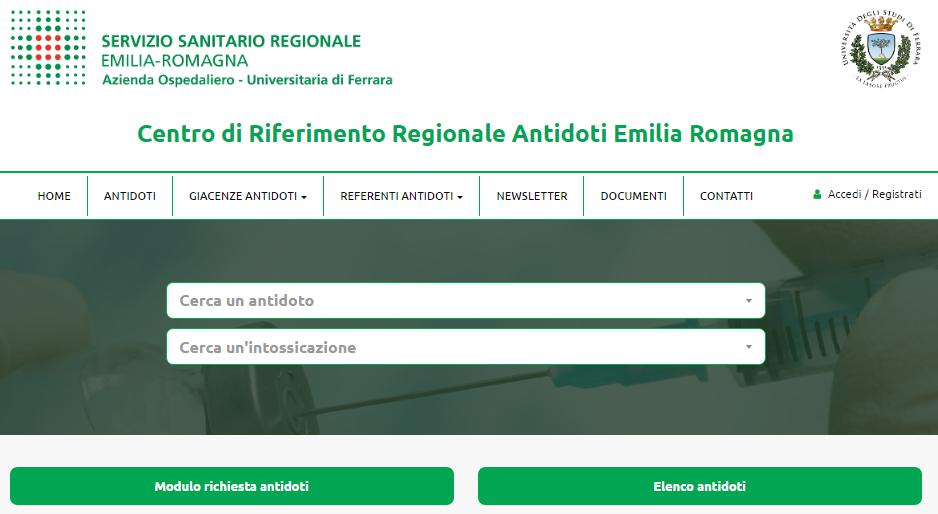 SERVIZIO SANITARIO REGIONALE
EMILIA-ROMAGNA
Azienda Ospedaliero - Universitaria di Ferrara
UNIVERSITÀ DEGLI STUDI DI FERRARA
EX LABORE FRUCTUS
Centro di Riferimento Regionale Antidoti Emilia Romagna
HOME ANTIDOTI GIACENZE ANTIDOTI REFERENTI ANTIDOTI NEWSLETTER DOCUMENTI CONTATTI Accedi / Registrati
Cerca un antidoto
Cerca un'intossicazione
Modulo richiesta antidoti Elenco antidoti